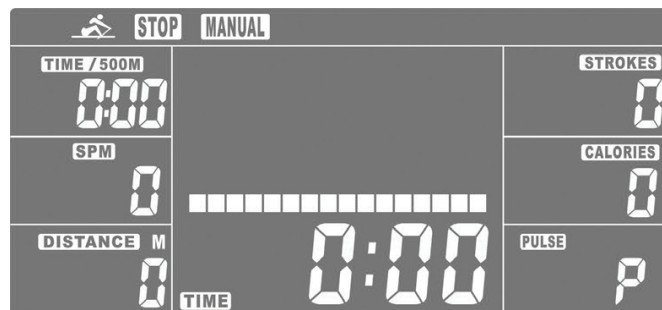 STOP MANUAL
TIME / 500M
0:00
SPM
0
DISTANCE M
0
TIME 0:00
STROKES
0
CALORIES
0
PULSE
P